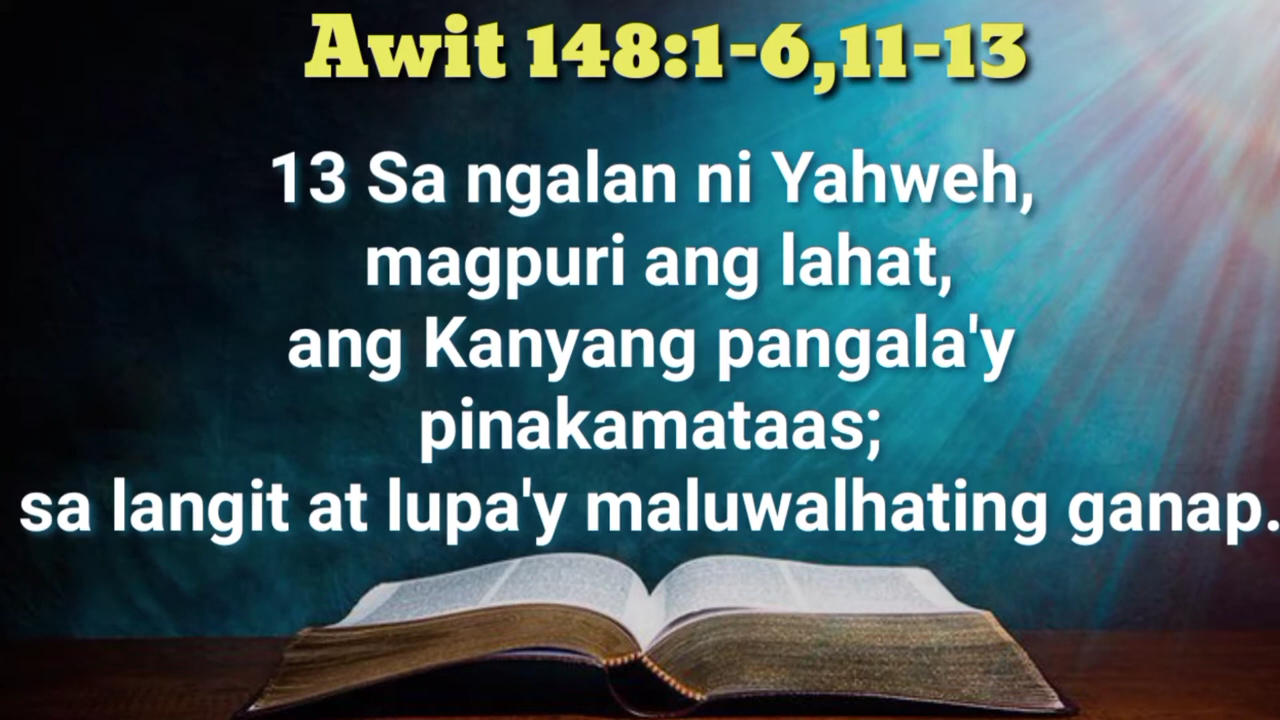 Awit 148:1-6,11-13
13 Sa ngalan ni Yahweh,
magpuri ang lahat,
ang Kanyang pangala'y
pinakamataas;
sa langit at lupa'y maluwalhating ganap.